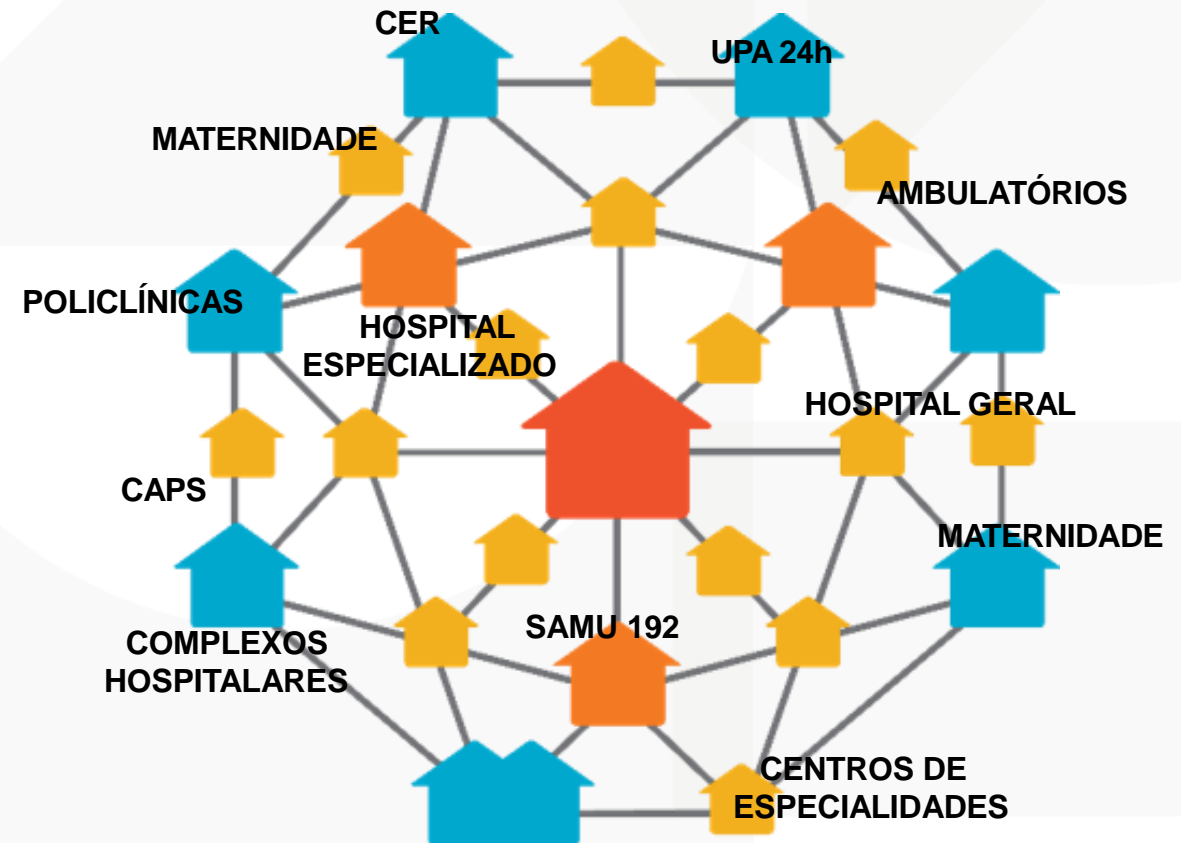 CER
UPA 24h
MATERNIDADE
AMBULATÓRIOS
POLICLÍNICAS
HOSPITAL
ESPECIALIZADO
HOSPITAL GERAL
CAPS
MATERNIDADE
SAMU 192
COMPLEXOS
HOSPITALARES
CENTROS DE
ESPECIALIDADES